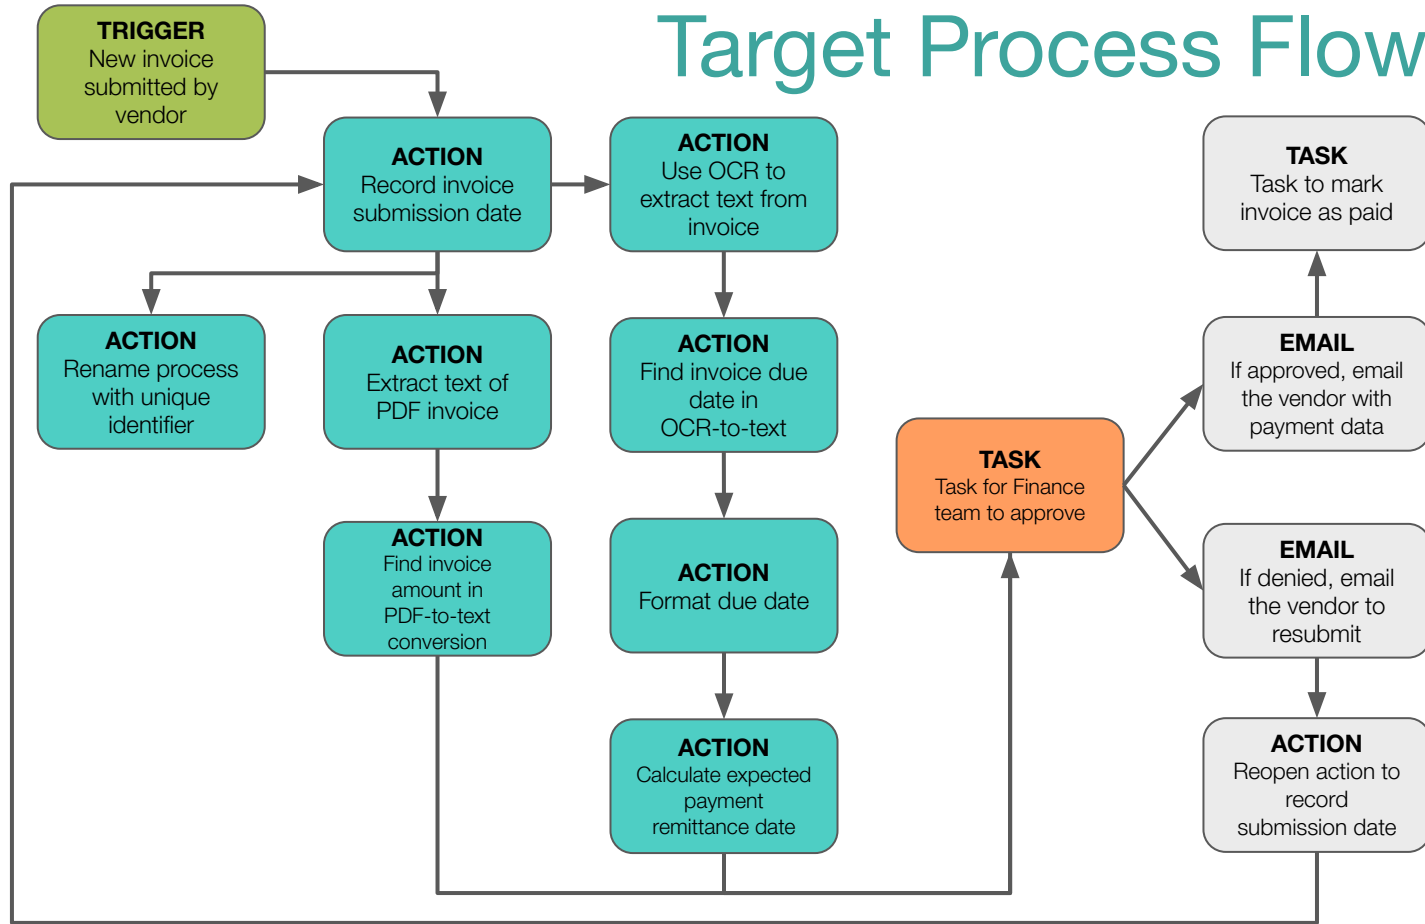 Target Process Flow
TRIGGER
New invoice
submitted by
vendor
ACTION
Record invoice
submission date
ACTION
Use OCR to
extract text from
invoice
TASK
Task to mark
invoice as paid
ACTION
Rename process
with unique
identifier
ACTION
Extract text of
PDF invoice
ACTION
Find invoice due
date in
OCR-to-text
EMAIL
If approved, email
the vendor with
payment data
TASK
Task for Finance
team to approve
ACTION
Find invoice
amount in
PDF-to-text
conversion
ACTION
Format due date
EMAIL
If denied, email
the vendor to
resubmit
ACTION
Calculate expected
payment
remittance date
ACTION
Reopen action to
record
submission date